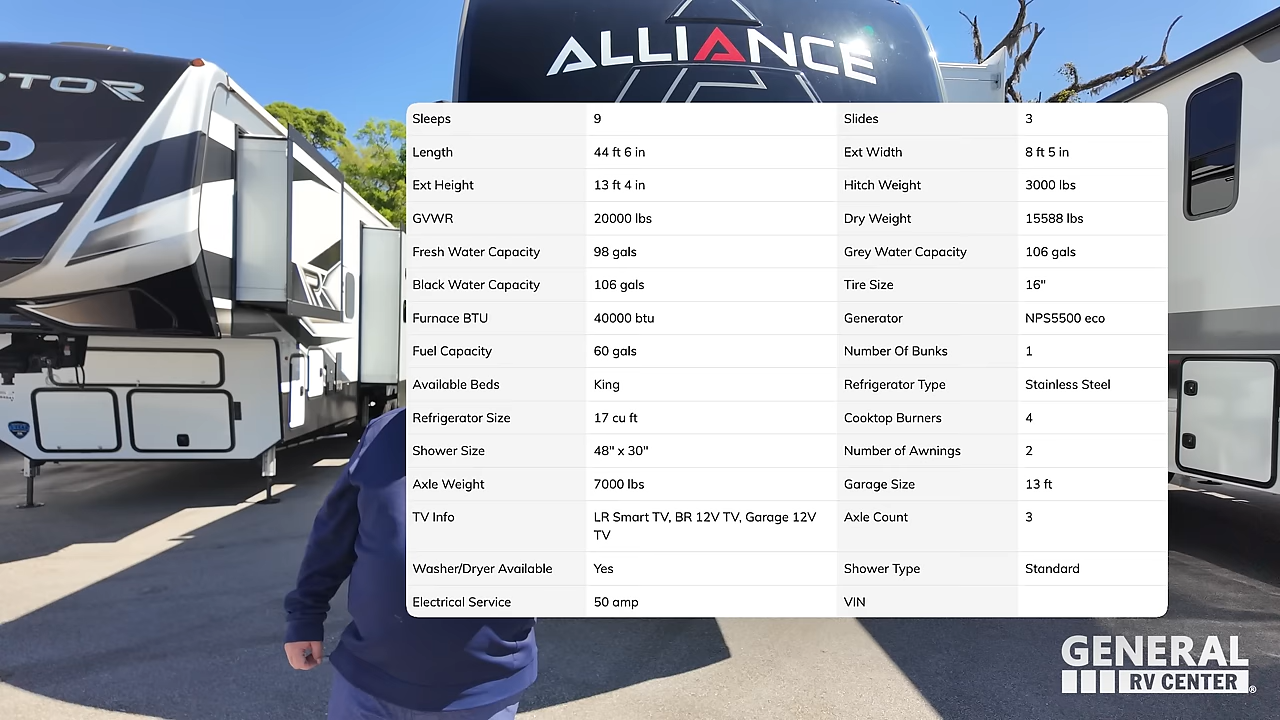 ALLIANCE
PTOR
Sleeps 9 Slides 3
Length 44 ft 6 in Ext Width 8 ft 5 in
Ext Height 13 ft 4 in Hitch Weight 3000 lbs
GVWR 20000 lbs Dry Weight 15588 lbs
Fresh Water Capacity 98 gals Grey Water Capacity 106 gals
Black Water Capacity 106 gals Tire Size 16"
Furnace BTU 40000 btu Generator NPS5500 eco
Fuel Capacity 60 gals Number Of Bunks 1
Available Beds King Refrigerator Type Stainless Steel
Refrigerator Size 17 cu ft Cooktop Burners 4
Shower Size 48" x 30" Number of Awnings 2
Axle Weight 7000 lbs Garage Size 13 ft
TV Info LR Smart TV, BR 12V TV, Garage 12V Axle Count 3
TV
Washer/Dryer Available Yes Shower Type Standard
Electrical Service 50 amp VIN
GENERAL
RV CENTER®